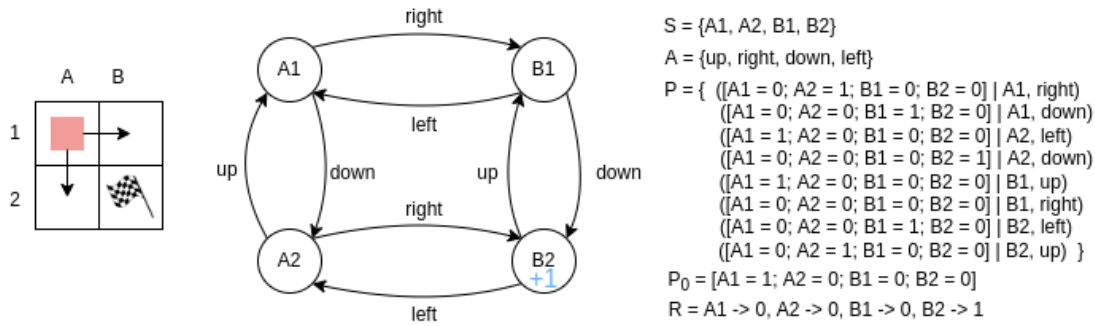 A B
1
2
right
A1 B1
left
up down up down
right
A2 B2
+1
left
S = {A1, A2, B1, B2}
A = {up, right, down, left}
P = { ([A1 = 0; A2 = 1; B1 = 0; B2 = 0] | A1, right)
([A1 = 0; A2 = 0; B1 = 1; B2 = 0] | A1, down)
([A1 = 1; A2 = 0; B1 = 0; B2 = 0] | A2, left)
([A1 = 0; A2 = 0; B1 = 0; B2 = 1] | A2, down)
([A1 = 1; A2 = 0; B1 = 0; B2 = 0] | B1, up)
([A1 = 0; A2 = 0; B1 = 0; B2 = 0] | B1, right)
([A1 = 0; A2 = 0; B1 = 1; B2 = 0] | B2, left)
([A1 = 0; A2 = 1; B1 = 0; B2 = 0] | B2, up) }
P0 = [A1 = 1; A2 = 0; B1 = 0; B2 = 0]
R = A1 -> 0, A2 -> 0, B1 -> 0, B2 -> 1